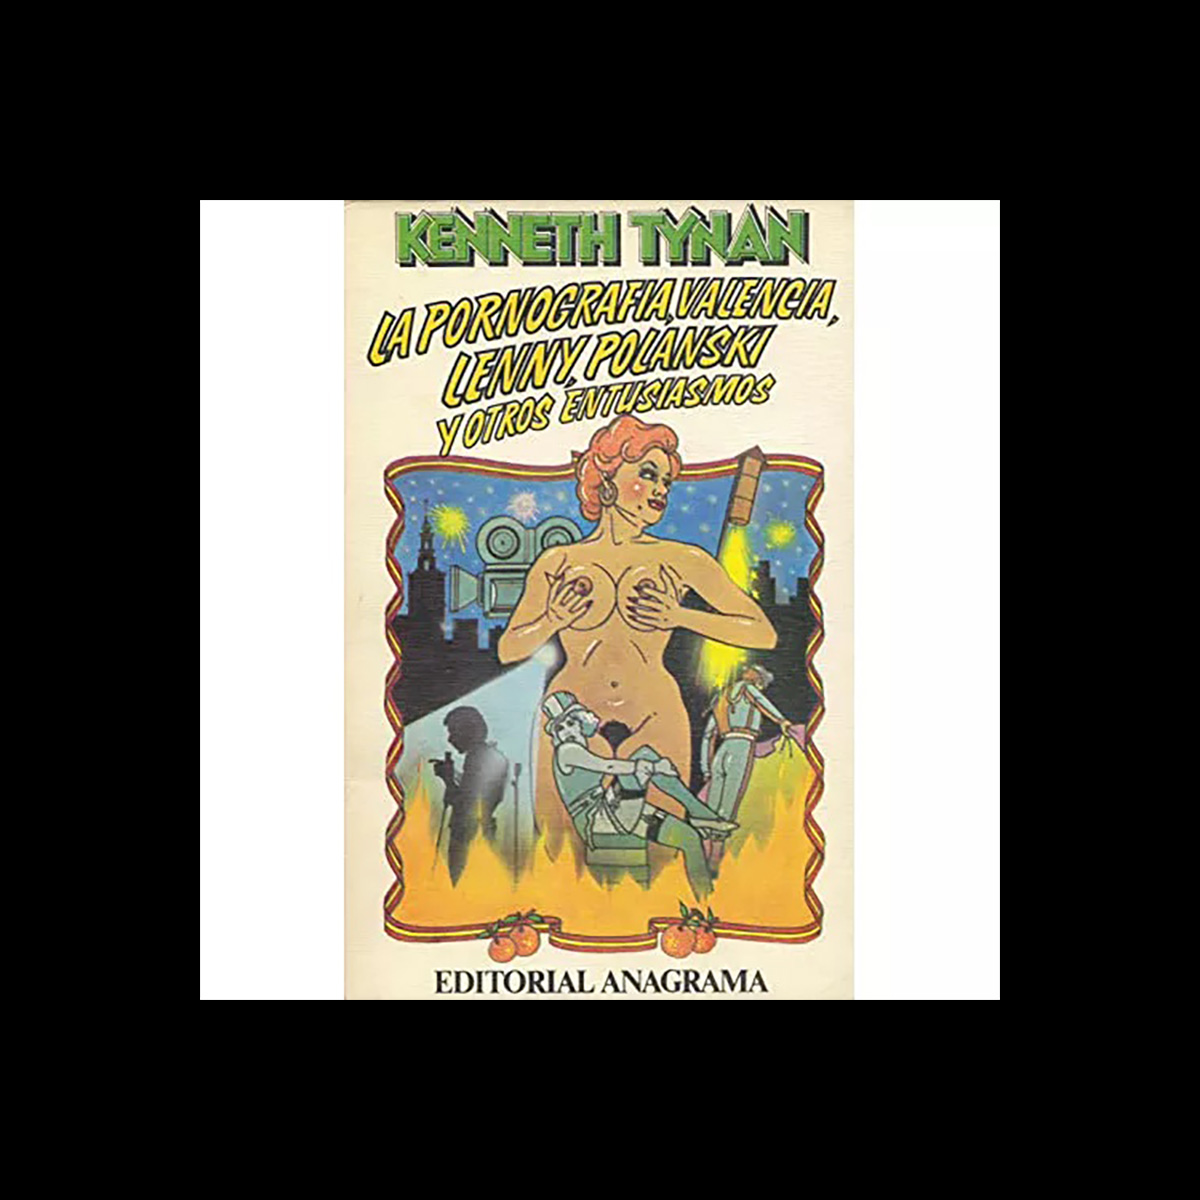 KENNETH TYNAN
LA PORNOGRAFIA, VALENCIA,
LENNY, POLANSKI
Y OTROS ENTUSIASMOS
EDITORIAL ANAGRAMA